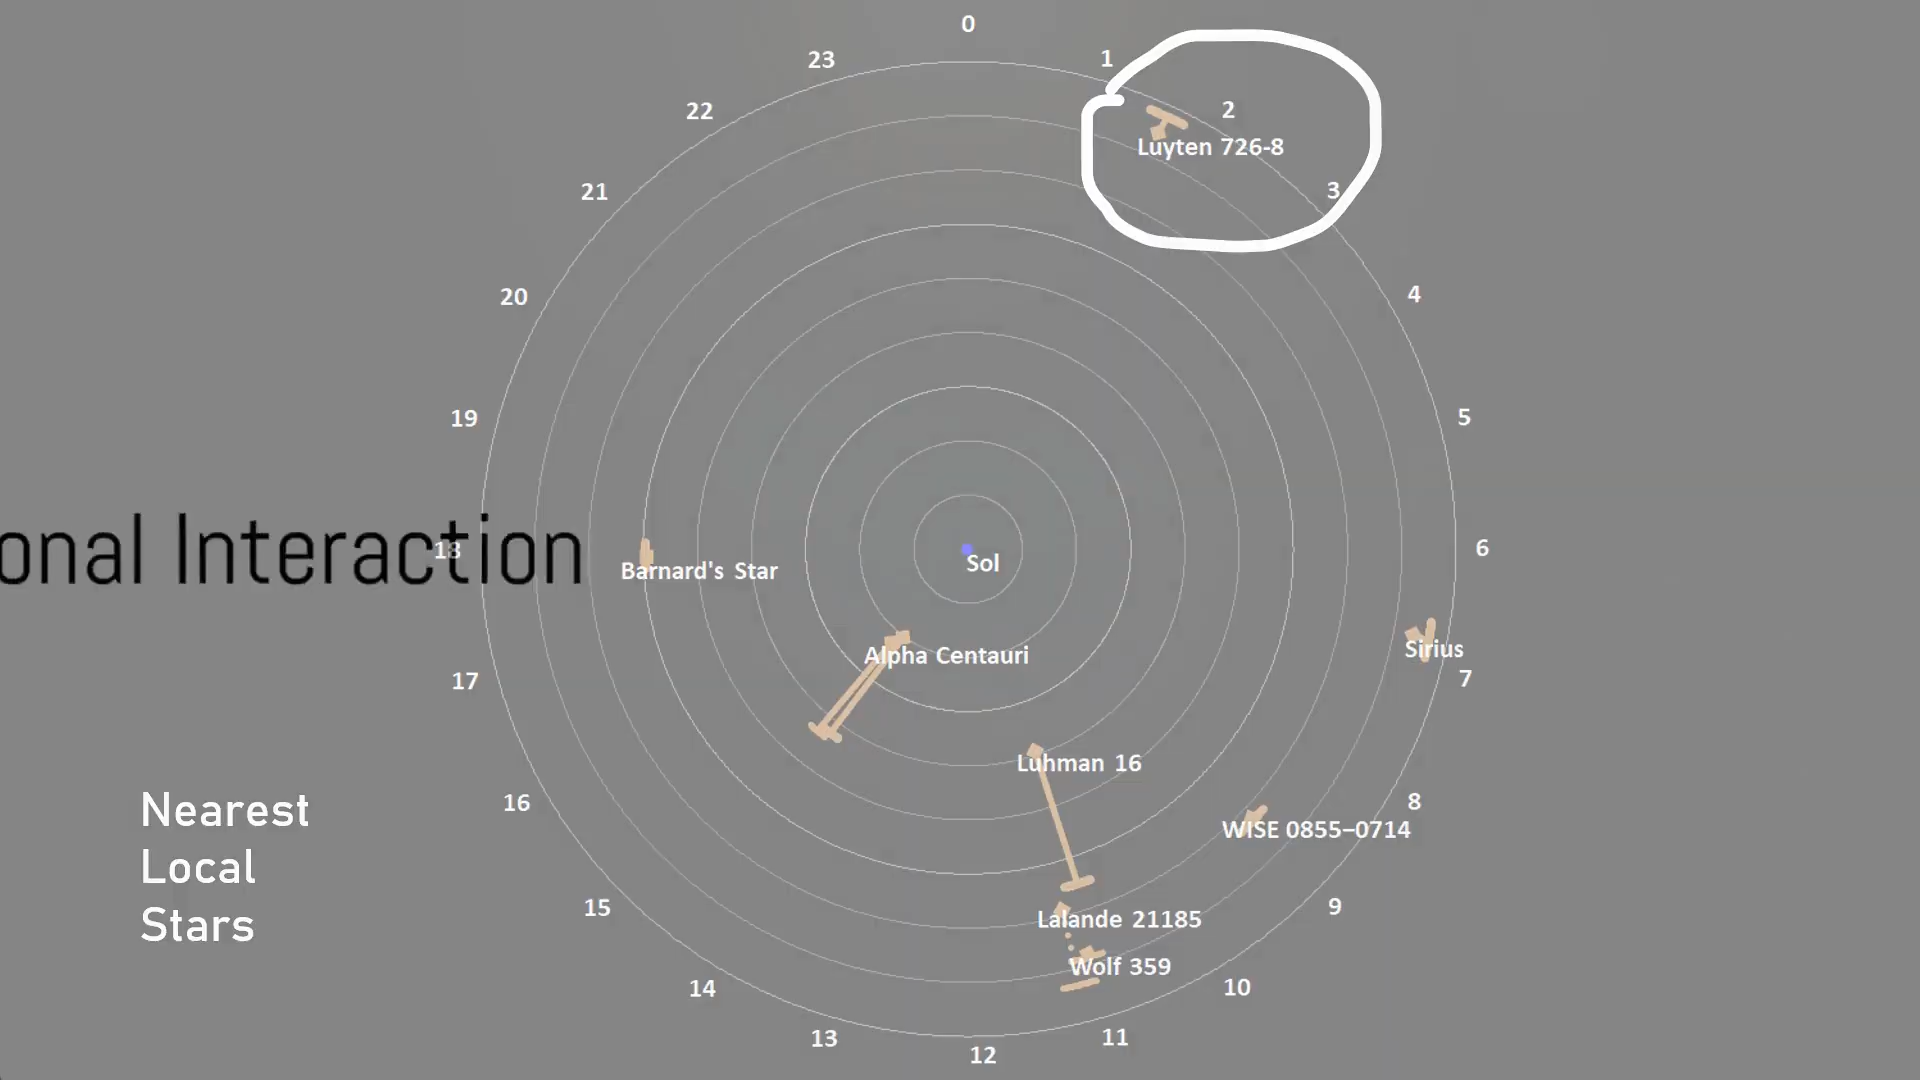 0
23
1
22
2
Luyten 726-8
21
3
20
4
19
5
onal Interaction
18
6
Barnard's Star
Sol
Sirius
Alpha Centauri
17
7
Luhman 16
16
8
Nearest
Local
Stars
WISE 0855–0714
15
9
Lalande 21185
Wolf 359
14
10
13
11
12